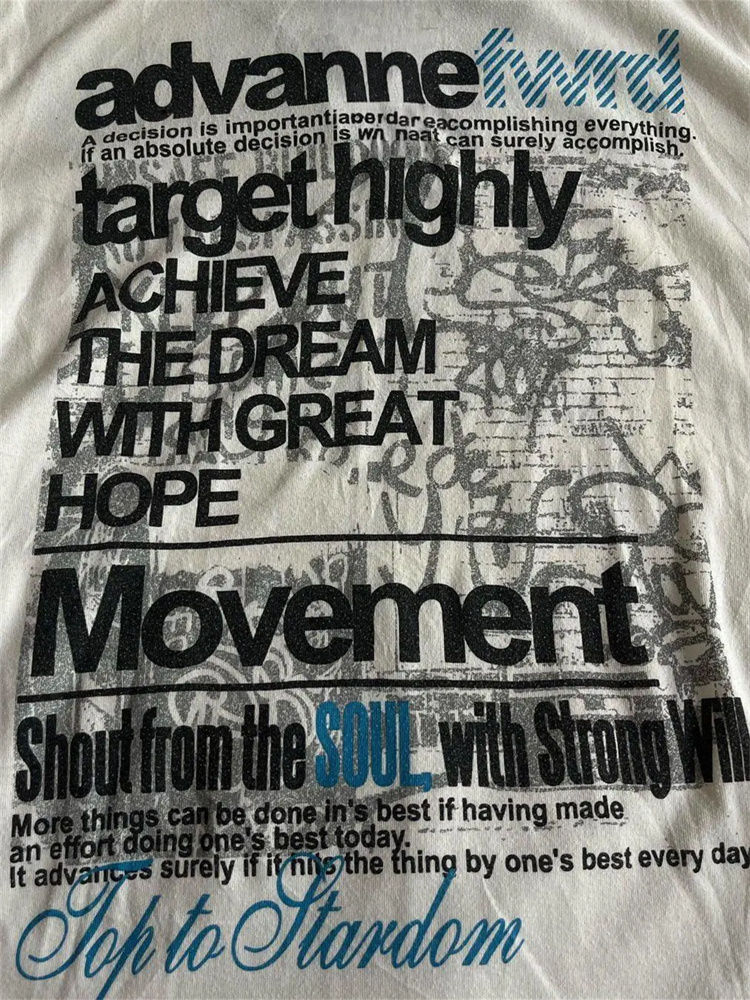 advannefwrd
A decision is important eacomplishing everything.
If an absolute decision is can surely accomplish.
target highly
ACHIEVE
THE DREAM
WITH GREAT
HOPE
Movement
Shout from the SOUL, with Strong Will
More things can be done in's best if having made
an effort doing one's best today.
It advances surely if it the thing by one's best every day
Top to Stardom